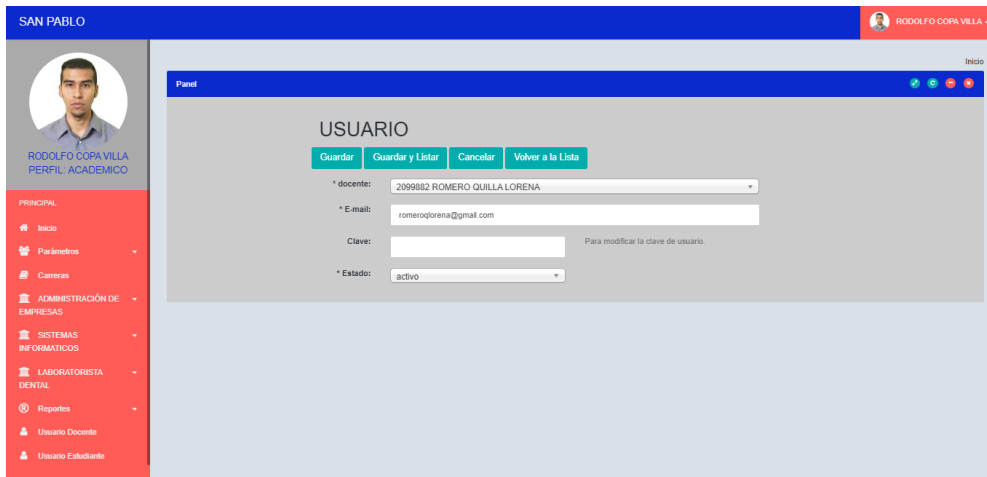 SAN PABLO
RODOLFO COPA VILLA
RODOLFO COPA VILLA
PERFIL: ACADEMICO
PRINCIPAL
Inicio
Parámetros
Carreras
ADMINISTRACIÓN DE
EMPRESAS
SISTEMAS
INFORMATICOS
LABORATORISTA
DENTAL
Reportes
Usuario Docente
Usuario Estudiante
Inicio
Panel
USUARIO
Guardar Guardar y Listar Cancelar Volver a la Lista
* docente: 2099882 ROMERO QUILLA LORENA
* E-mail: romeroqlorena@gmail.com
Clave: Para modificar la clave de usuario.
* Estado: activo